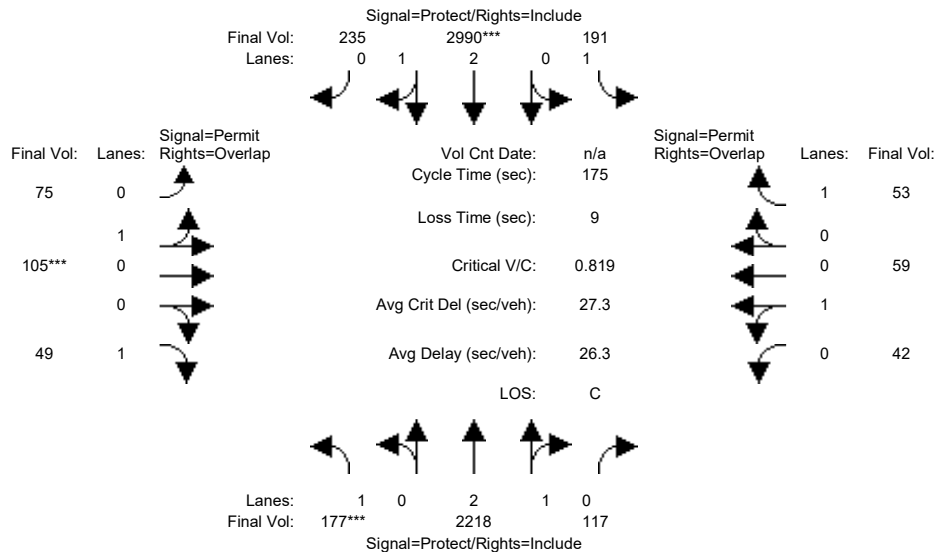 Signal=Protect/Rights=Include
Final Vol: 235 2990*** 191
Lanes: 0 1 2 0 1
Signal=Permit
Final Vol: Lanes: Rights=Overlap
Vol Cnt Date: n/a
Signal=Permit
Rights=Overlap Lanes: Final Vol:
Cycle Time (sec): 175
75 0
1 53
Loss Time (sec): 9
1
0
105*** 0
Critical V/C: 0.819
0 59
0
Avg Crit Del (sec/veh): 27.3
1
49 1
Avg Delay (sec/veh): 26.3
0 42
LOS: C
Lanes: 1 0 2 1 0
Final Vol: 177*** 2218 117
Signal=Protect/Rights=Include